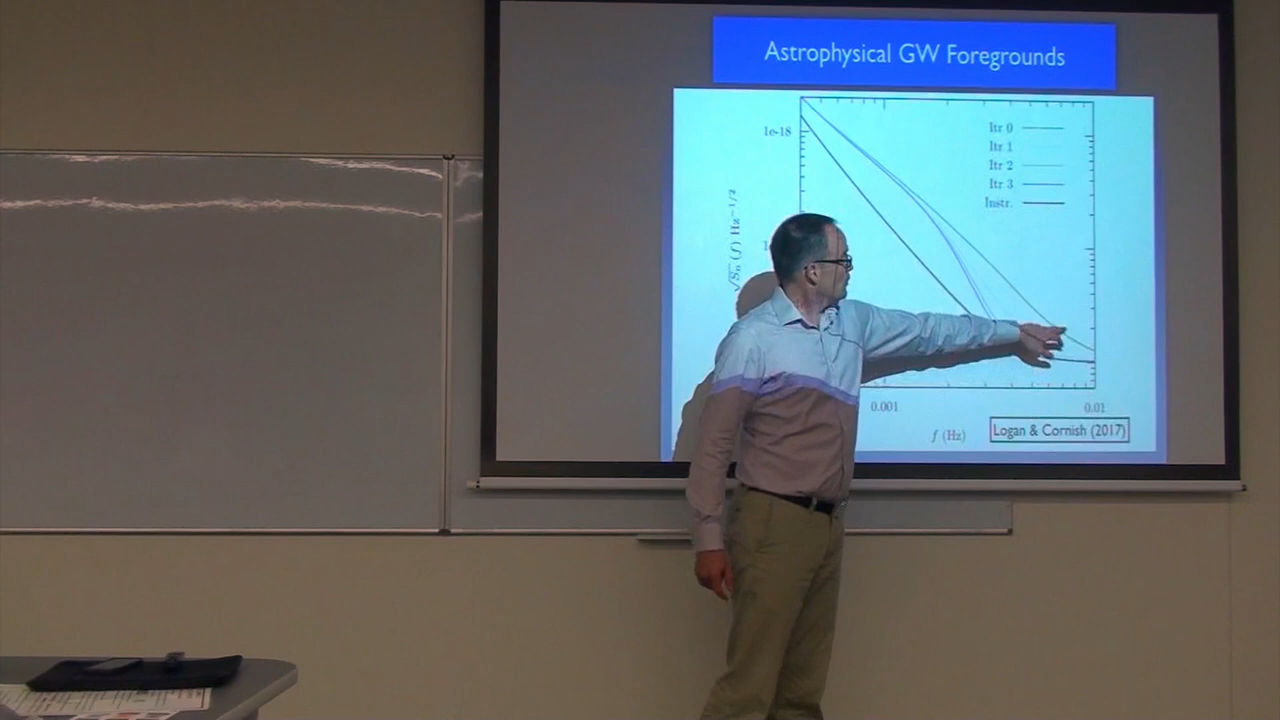 Astrophysical GW Foregrounds
1e-18
Itr 0
Itr 1
Itr 2
Itr 3
Instr.
√Sn (f) Hz^−1/2
0.001
0.01
f (Hz)
Logan & Cornish (2017)